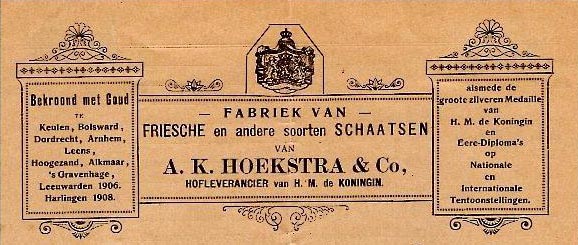 Bekroond met Goud
TE
Keulen, Bolsward,
Dordrecht, Arnhem,
Leens,
Hoogezand, Alkmaar,
's Gravenhage,
Leeuwarden 1906.
Harlingen 1908.
— FABRIEK VAN —
FRIESCHE en andere soorten SCHAATSEN
VAN
A. K. HOEKSTRA & Co,
HOFLEVERANCIER van H. M. de KONINGIN.
alsmede de
groote zilveren Medaille
van
H. M. de Koningin
en
Eere-Diploma's
op
Nationale
en
Internationale
Tentoonstellingen.